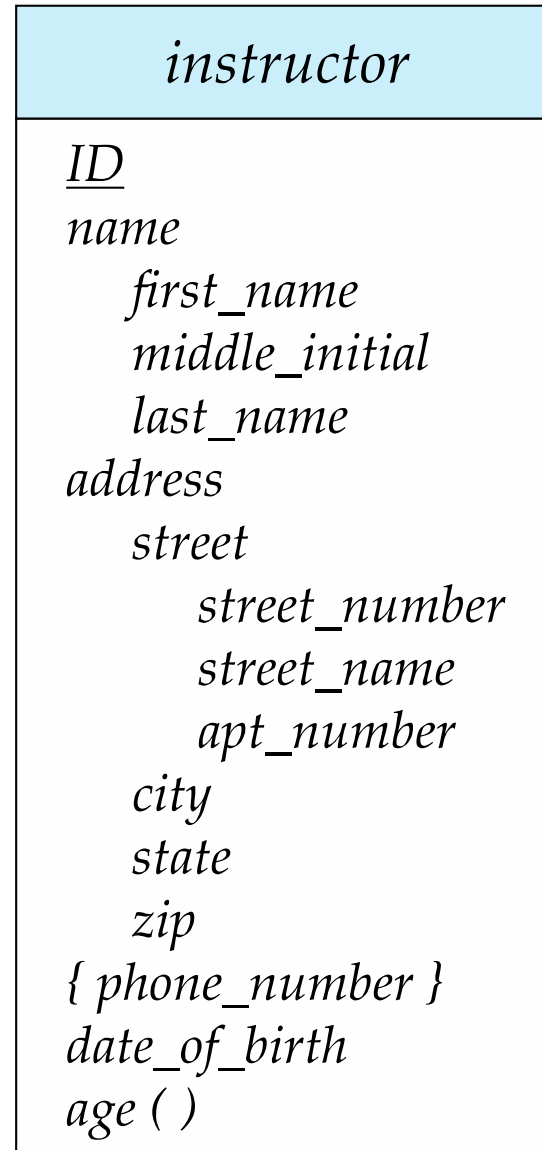 instructor
ID
name
first_name
middle_initial
last_name
address
street
street_number
street_name
apt_number
city
state
zip
{ phone_number }
date_of_birth
age ( )